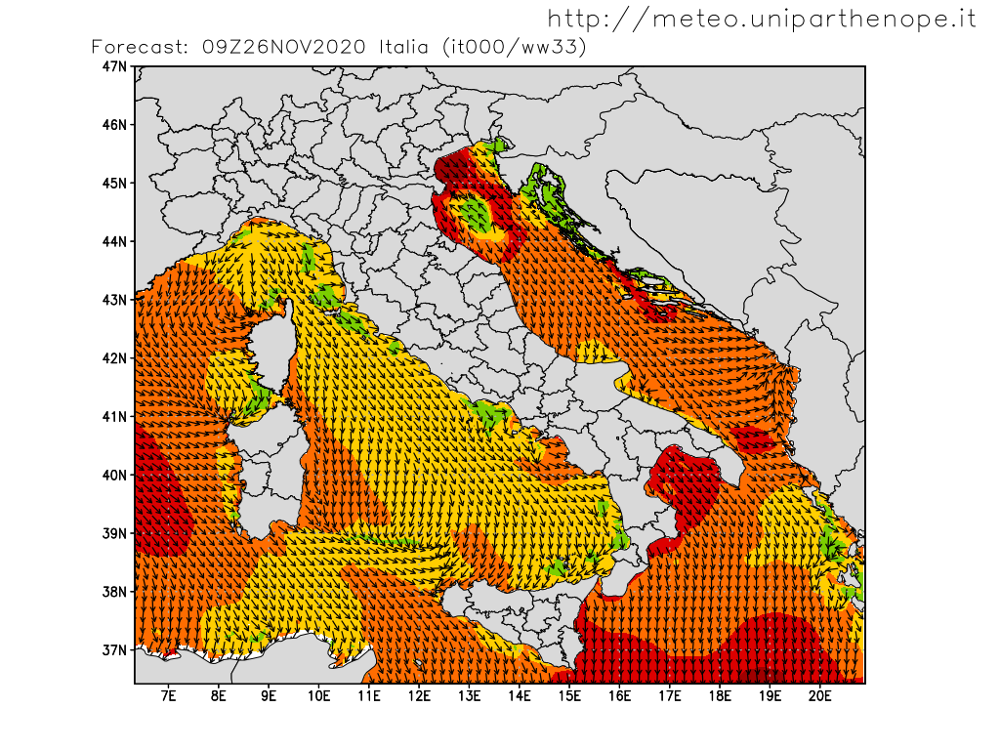 http://meteo.uniparthenope.it
Forecast: 09Z26NOV2020 Italia (it000/ww33)
47N
46N
45N
44N
43N
42N
41N
40N
39N
38N
37N
7E 8E 9E 10E 11E 12E 13E 14E 15E 16E 17E 18E 19E 20E